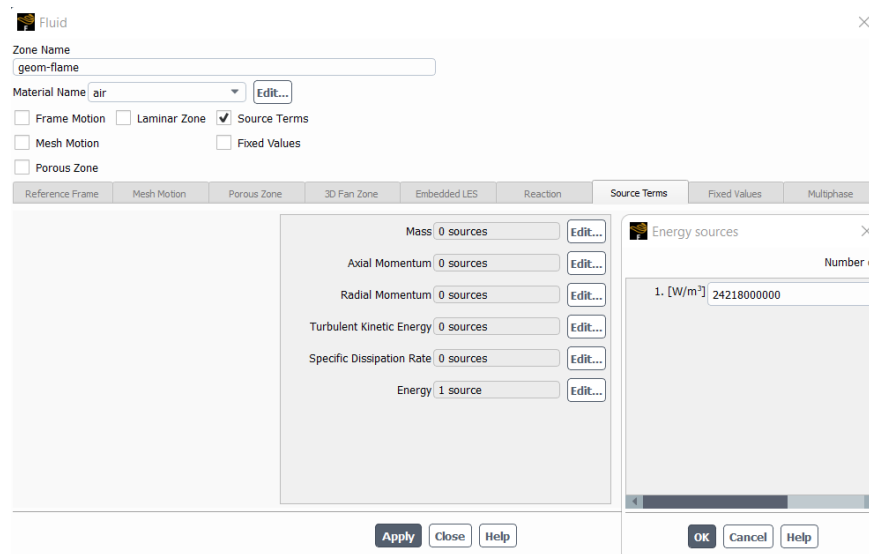 Fluid
Zone Name
geom-flame
Material Name air Edit...
Frame Motion Laminar Zone Source Terms
Mesh Motion Fixed Values
Porous Zone
Reference Frame Mesh Motion Porous Zone 3D Fan Zone Embedded LES Reaction Source Terms Fixed Values Multiphase
Mass 0 sources Edit...
Axial Momentum 0 sources Edit...
Radial Momentum 0 sources Edit...
Turbulent Kinetic Energy 0 sources Edit...
Specific Dissipation Rate 0 sources Edit...
Energy 1 source Edit...
Energy sources
Number
1. [W/m³] 24218000000
OK Cancel Help
Apply Close Help